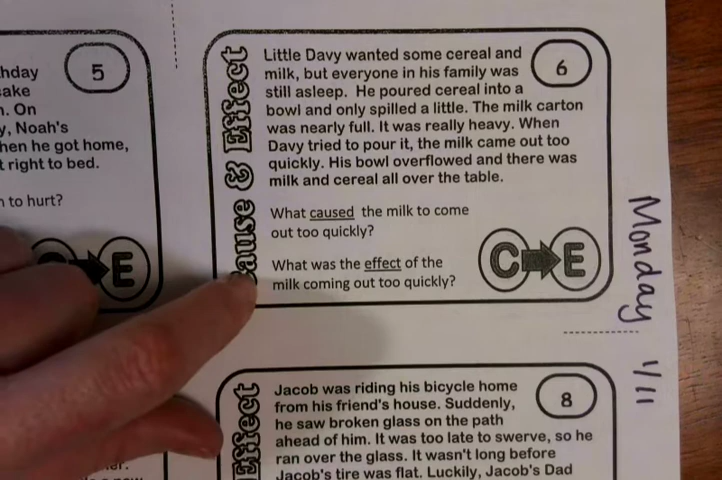 hday
ake
n. On
y, Noah's
hen he got home,
t right to bed.
to hurt?
5
E
Cause & Effect
6
Little Davy wanted some cereal and
milk, but everyone in his family was
still asleep. He poured cereal into a
bowl and only spilled a little. The milk carton
was nearly full. It was really heavy. When
Davy tried to pour it, the milk came out too
quickly. His bowl overflowed and there was
milk and cereal all over the table.
What caused the milk to come
out too quickly?
What was the effect of the
milk coming out too quickly?
C E
Monday 1/11
Effect
8
Jacob was riding his bicycle home
from his friend's house. Suddenly,
he saw broken glass on the path
ahead of him. It was too late to swerve, so he
ran over the glass. It wasn't long before
Jacob's tire was flat. Luckily, Jacob's Dad